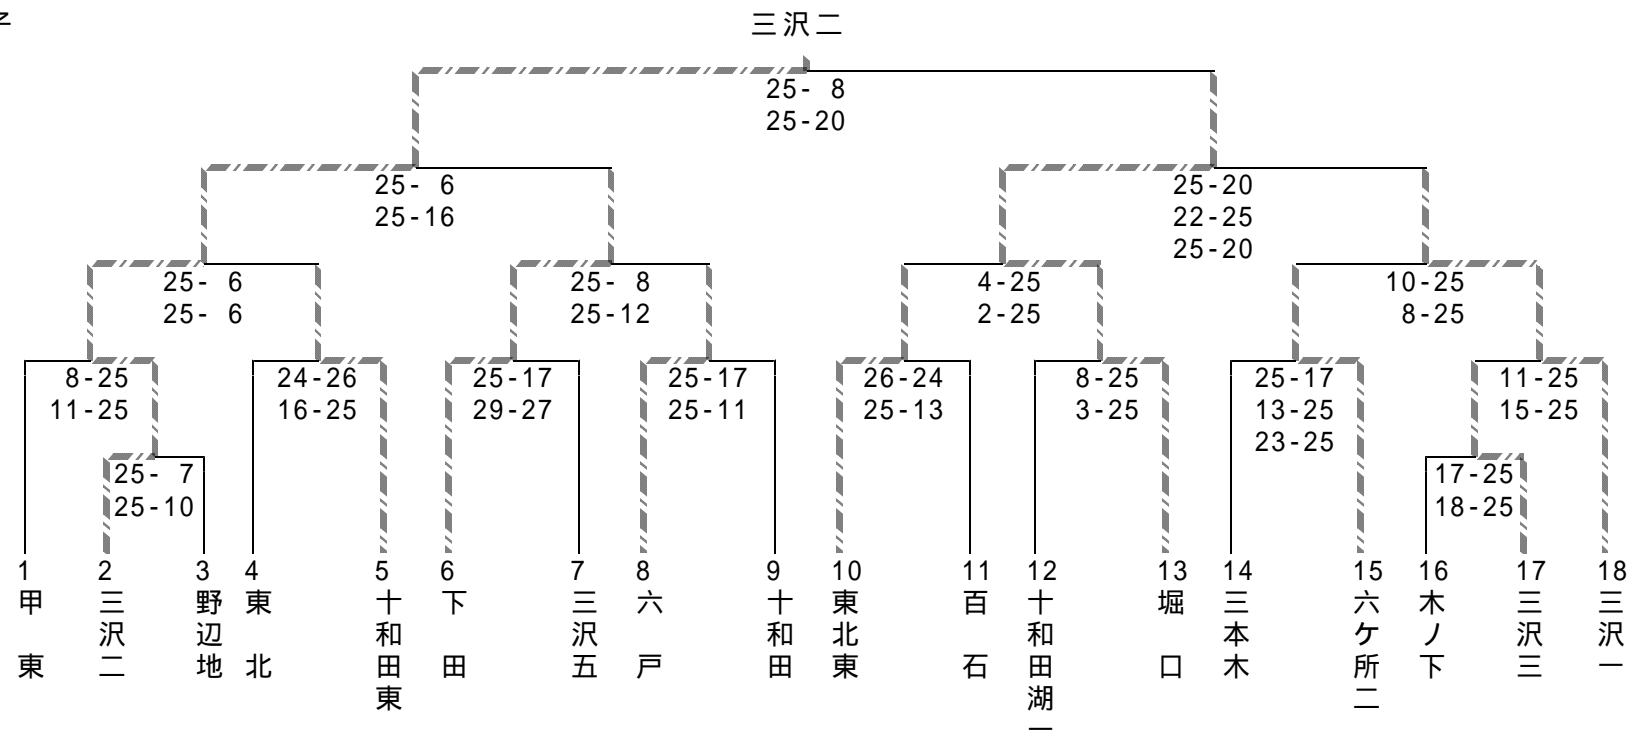 三沢二
25- 8
25-20
25- 6
25-16
25-20
22-25
25-20
25- 6
25- 6
25- 8
25-12
4-25
2-25
10-25
8-25
8-25
11-25
24-26
16-25
25-17
29-27
25-17
25-11
26-24
25-13
8-25
3-25
25-17
13-25
23-25
11-25
15-25
25- 7
25-10
17-25
18-25
1 甲東
2 三沢二
3 野辺地
4 東北
5 十和田東
6 下田
7 三沢五
8 六戸
9 十和田
10 東北東
11 百石
12 十和田湖一
13 堀口
14 三本木
15 六ケ所二
16 木ノ下
17 三沢三
18 三沢一